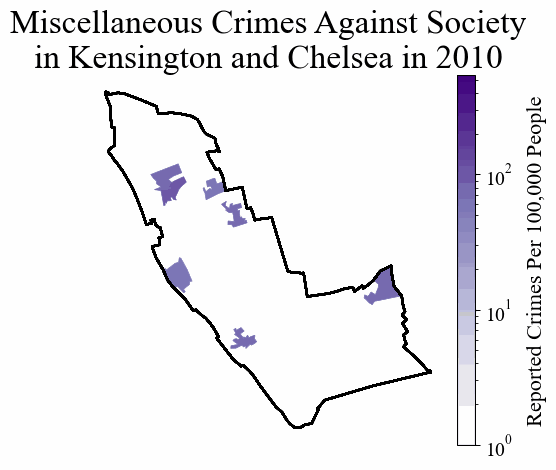 Miscellaneous Crimes Against Society
in Kensington and Chelsea in 2010
10^2
10^1
10^0
Reported Crimes Per 100,000 People